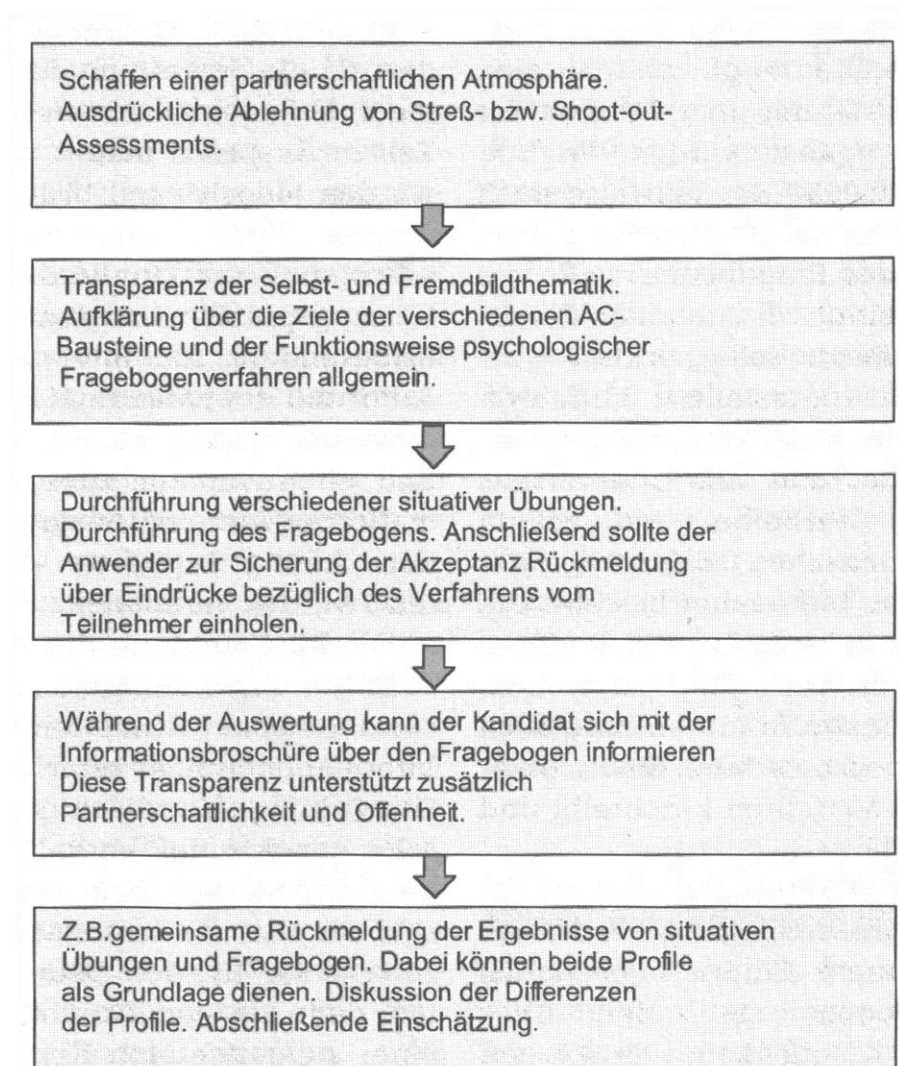 Schaffen einer partnerschaftlichen Atmosphäre.
Ausdrückliche Ablehnung von Streß- bzw. Shoot-out-
Assessments.
Transparenz der Selbst- und Fremdbildthematik.
Aufklärung über die Ziele der verschiedenen AC-
Bausteine und der Funktionsweise psychologischer
Fragebogenverfahren allgemein.
Durchführung verschiedener situativer Übungen.
Durchführung des Fragebogens. Anschließend sollte der
Anwender zur Sicherung der Akzeptanz Rückmeldung
über Eindrücke bezüglich des Verfahrens vom
Teilnehmer einholen.
Während der Auswertung kann der Kandidat sich mit der
Informationsbroschüre über den Fragebogen informieren
Diese Transparenz unterstützt zusätzlich
Partnerschaftlichkeit und Offenheit.
Z.B.gemeinsame Rückmeldung der Ergebnisse von situativen
Übungen und Fragebogen. Dabei können beide Profile
als Grundlage dienen. Diskussion der Differenzen
der Profile. Abschließende Einschätzung.